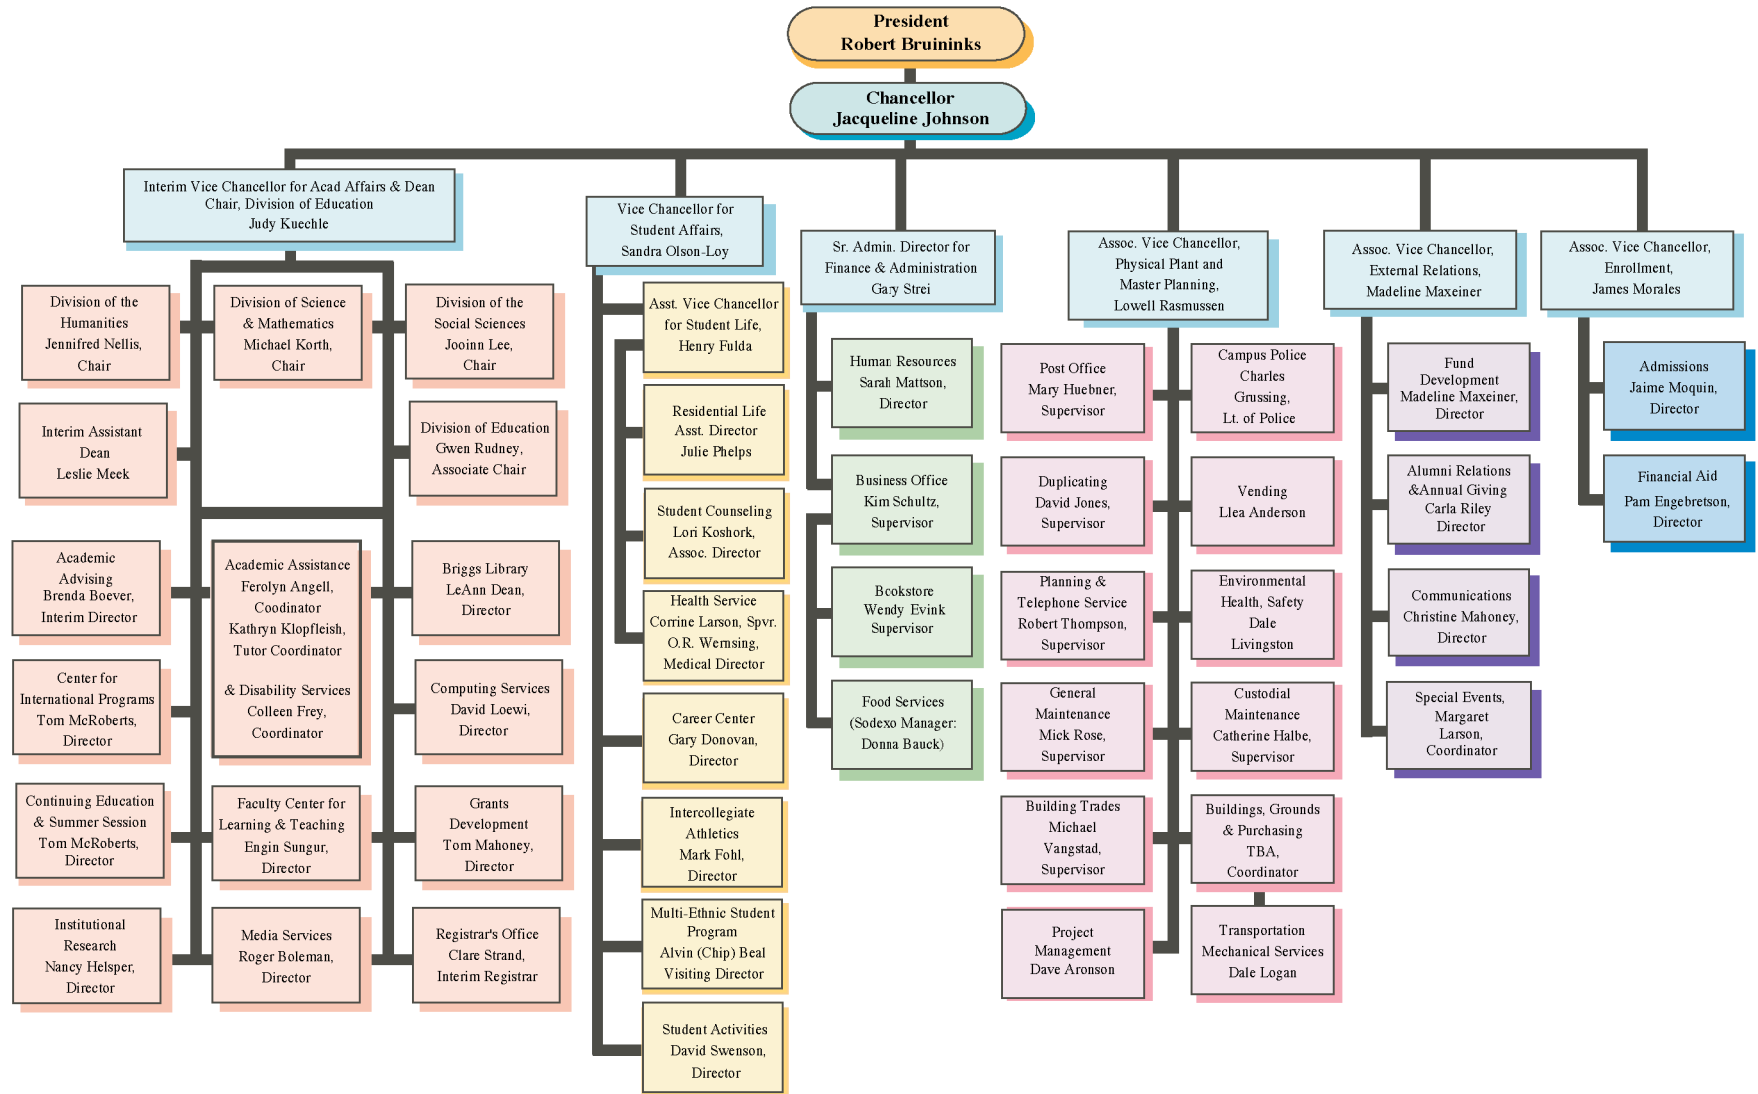 President
Robert Bruininks
Chancellor
Jacqueline Johnson
Interim Vice Chancellor for Acad Affairs & Dean
Chair, Division of Education
Judy Kuechle
Division of the
Humanities
Jennifred Nellis,
Chair
Division of Science
& Mathematics
Michael Korth,
Chair
Division of the
Social Sciences
Jooinn Lee,
Chair
Interim Assistant
Dean
Leslie Meek
Division of Education
Gwen Rudney,
Associate Chair
Academic
Advising
Brenda Boever,
Interim Director
Academic Assistance
Ferolyn Angell,
Coodinator
Kathryn Klopfleish,
Tutor Coordinator
& Disability Services
Colleen Frey,
Coordinator
Briggs Library
LeAnn Dean,
Director
Center for
International Programs
Tom McRoberts,
Director
Computing Services
David Loewi,
Director
Continuing Education
& Summer Session
Tom McRoberts,
Director
Faculty Center for
Learning & Teaching
Engin Sungur,
Director
Grants
Development
Tom Mahoney,
Director
Institutional
Research
Nancy Helsper,
Director
Media Services
Roger Boleman,
Director
Registrar's Office
Clare Strand,
Interim Registrar
Vice Chancellor for
Student Affairs,
Sandra Olson-Loy
Asst. Vice Chancellor
for Student Life,
Henry Fulda
Residential Life
Asst. Director
Julie Phelps
Student Counseling
Lori Koshork,
Assoc. Director
Health Service
Corrine Larson, Spvr.
O.R. Wernsing,
Medical Director
Career Center
Gary Donovan,
Director
Intercollegiate
Athletics
Mark Fohl,
Director
Multi-Ethnic Student
Program
Alvin (Chip) Beal
Visiting Director
Student Activities
David Swenson,
Director
Sr. Admin. Director for
Finance & Administration
Gary Strei
Human Resources
Sarah Mattson,
Director
Business Office
Kim Schultz,
Supervisor
Bookstore
Wendy Evink
Supervisor
Food Services
(Sodexo Manager:
Donna Bauck)
Assoc. Vice Chancellor,
Physical Plant and
Master Planning,
Lowell Rasmussen
Post Office
Mary Huebner,
Supervisor
Campus Police
Charles
Grussing,
Lt. of Police
Duplicating
David Jones,
Supervisor
Vending
Llea Anderson
Planning &
Telephone Service
Robert Thompson,
Supervisor
Environmental
Health, Safety
Dale
Livingston
General
Maintenance
Mick Rose,
Supervisor
Custodial
Maintenance
Catherine Halbe,
Supervisor
Building Trades
Michael
Vangstad,
Supervisor
Buildings, Grounds
& Purchasing
TBA,
Coordinator
Project
Management
Dave Aronson
Transportation
Mechanical Services
Dale Logan
Assoc. Vice Chancellor,
External Relations,
Madeline Maxeiner
Fund
Development
Madeline Maxeiner,
Director
Alumni Relations
&Annual Giving
Carla Riley
Director
Communications
Christine Mahoney,
Director
Special Events,
Margaret
Larson,
Coordinator
Assoc. Vice Chancellor,
Enrollment,
James Morales
Admissions
Jaime Moquin,
Director
Financial Aid
Pam Engebretson,
Director